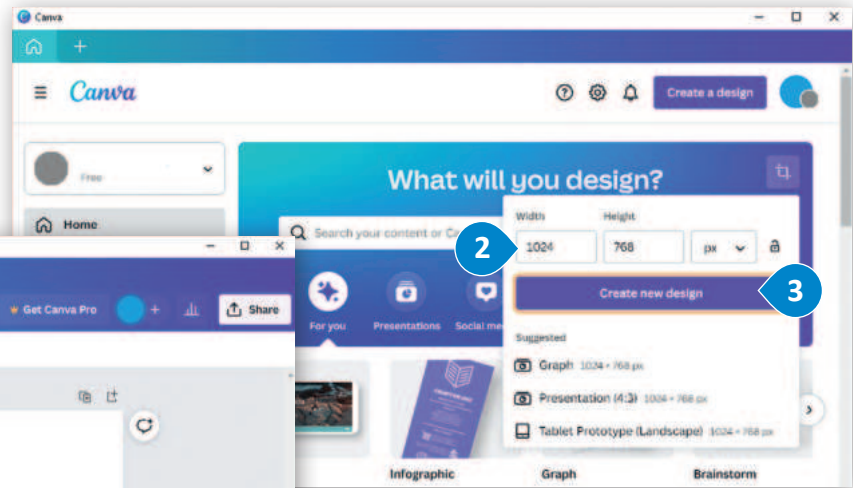 Canva
Canva
Create a design
Free
What will you design?
Home
Search your content or C
Width
Height
2
1024
768
px
Create new design
3
Get Canva Pro
Share
For you
Presentations
Social me
Suggested
Graph 1024 × 768 px
Presentation (4:3) 1024 × 768 px
Tablet Prototype (Landscape) 1024 × 768 px
Infographic
Graph
Brainstorm